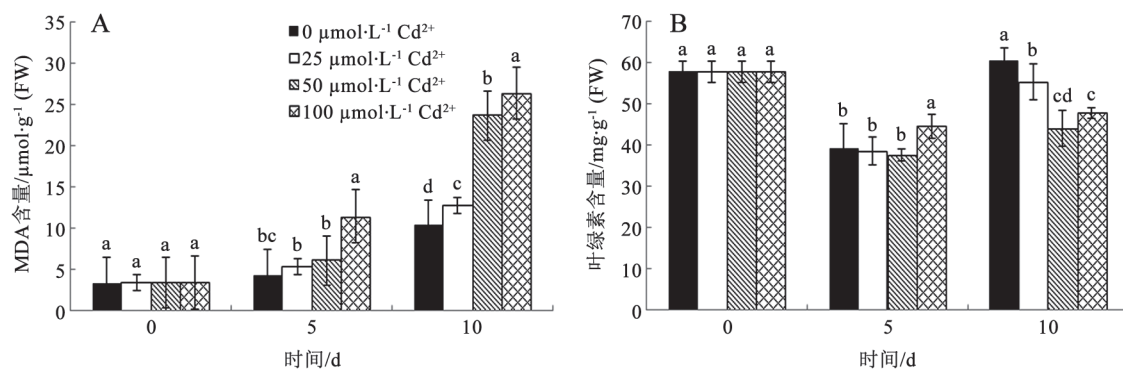 A
MDA含量/μmol·g⁻¹ (FW)
35
30
25
20
15
10
5
0
0 μmol·L⁻¹ Cd²⁺
25 μmol·L⁻¹ Cd²⁺
50 μmol·L⁻¹ Cd²⁺
100 μmol·L⁻¹ Cd²⁺
a a a a
bc b b a
d c b a
0 5 10
时间/d
B
叶绿素含量/mg·g⁻¹ (FW)
70
60
50
40
30
20
10
0
a a a a
b b b a
a b cd c
0 5 10
时间/d